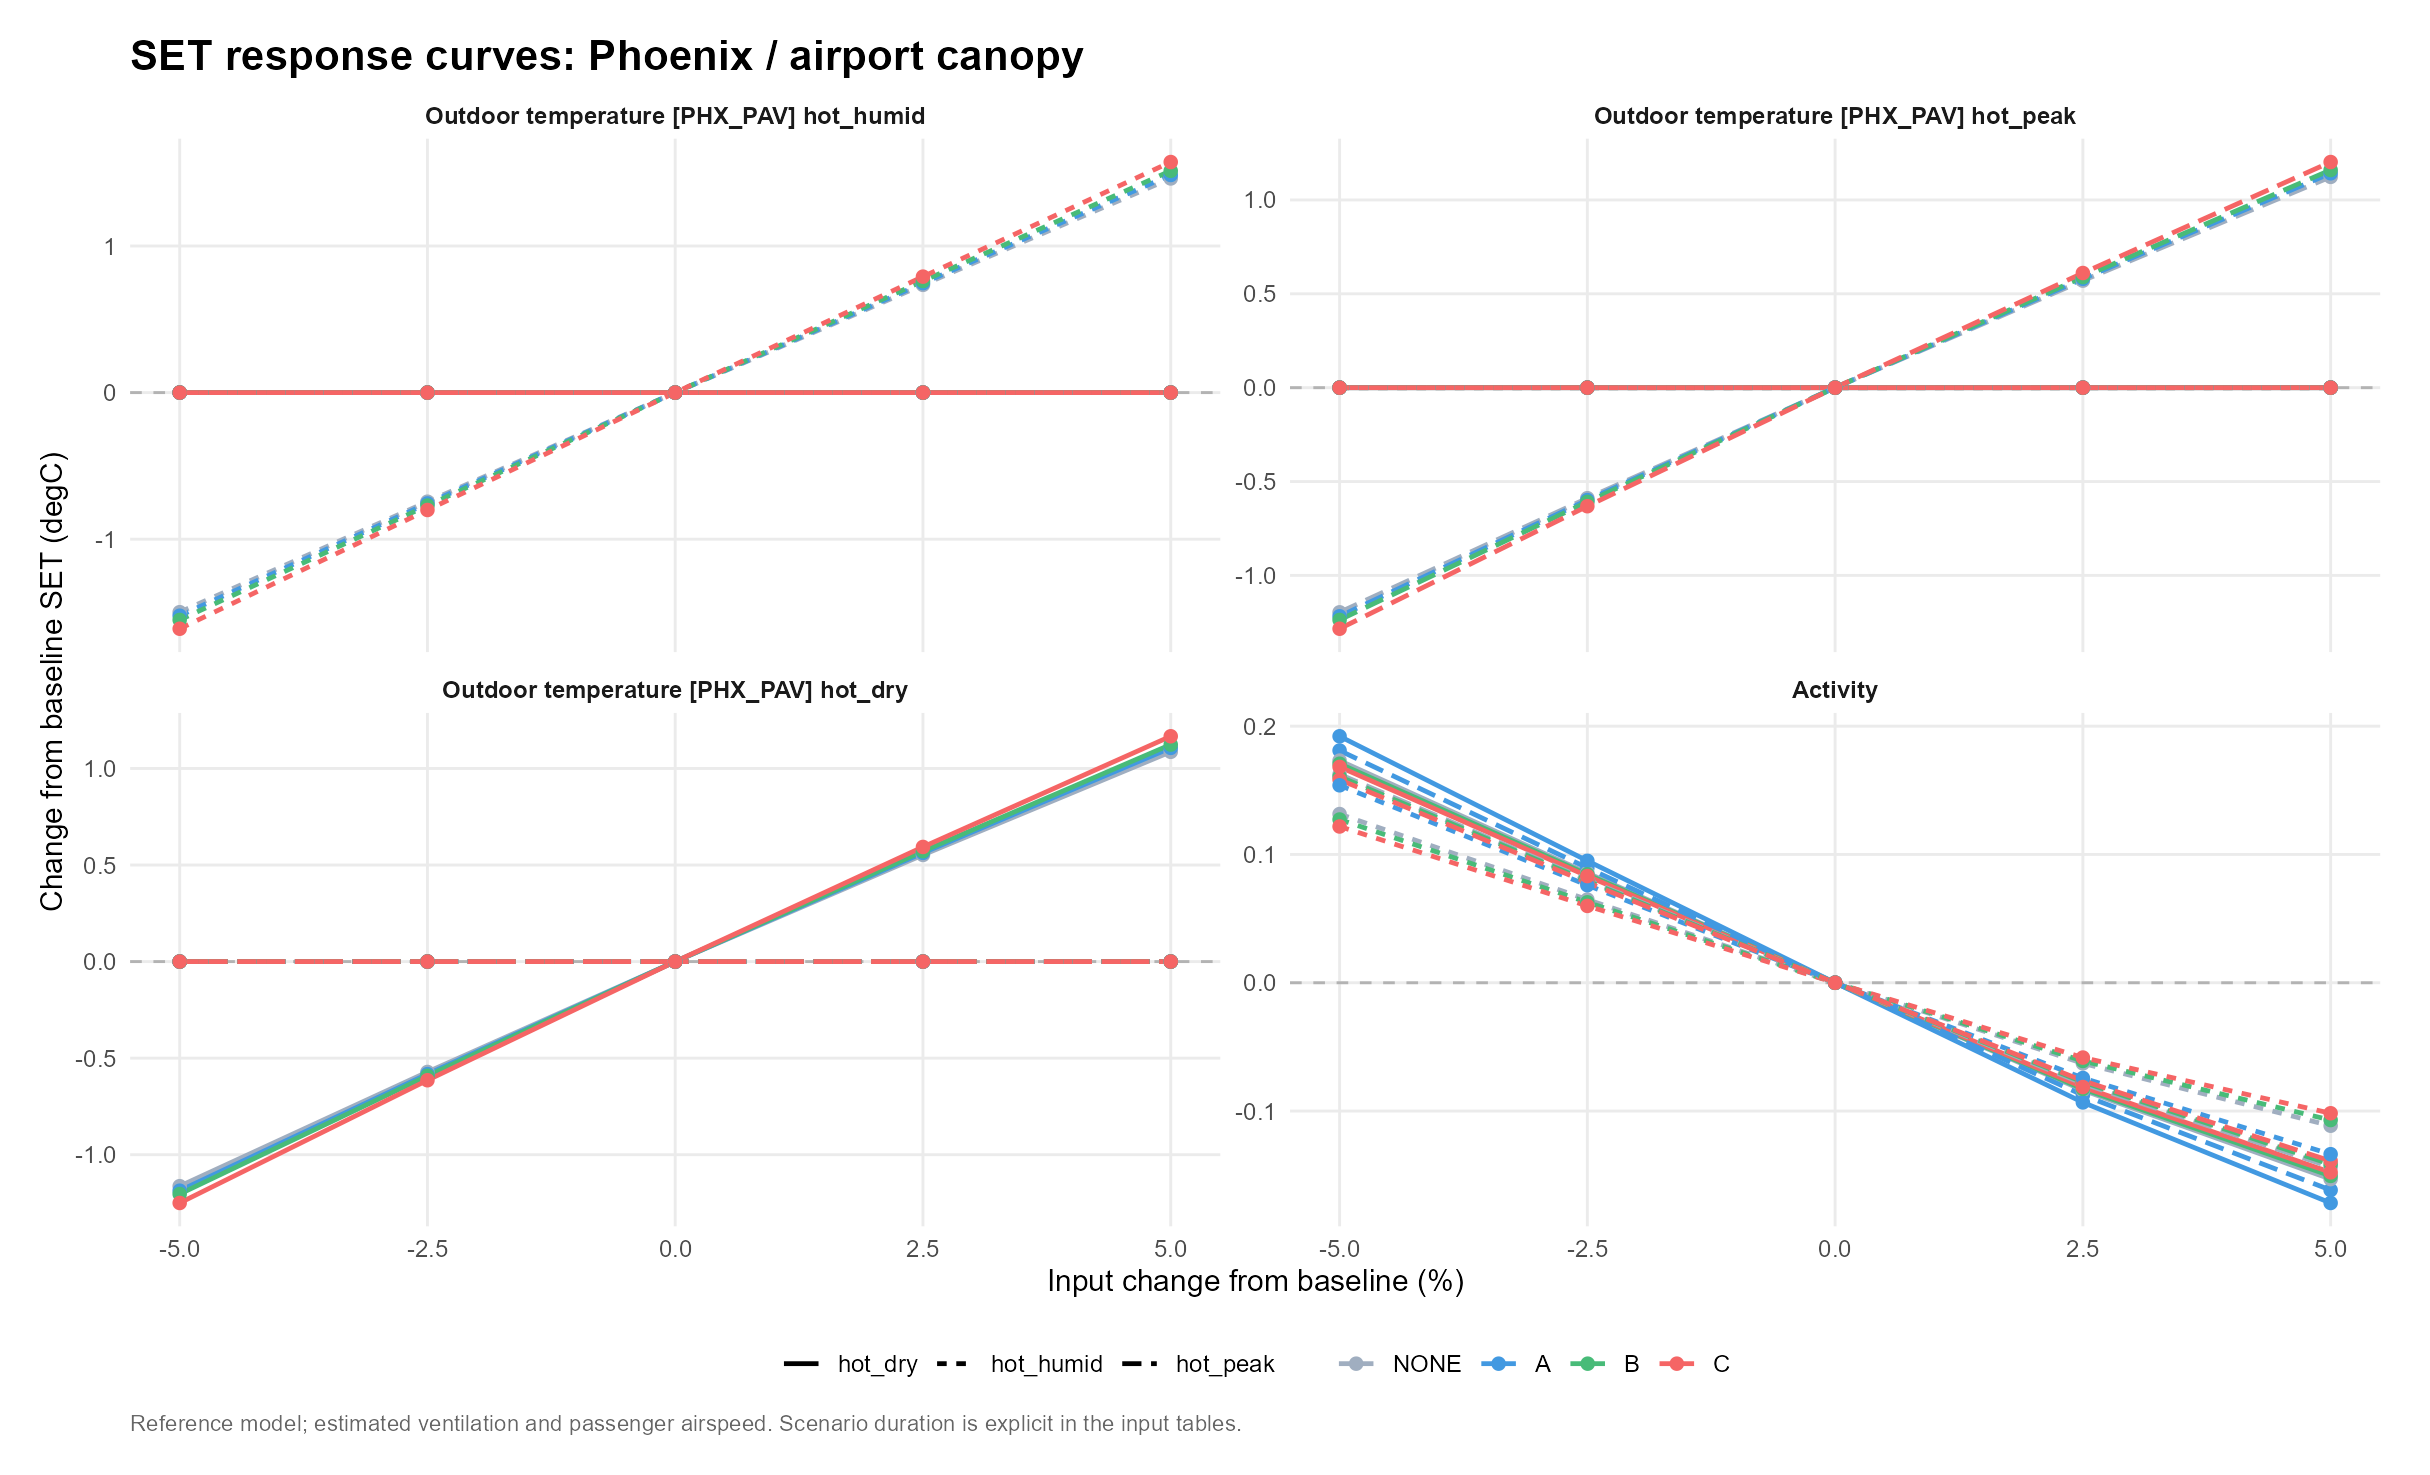 SET response curves: Phoenix / airport canopy
Outdoor temperature [PHX_PAV] hot_humid
Outdoor temperature [PHX_PAV] hot_peak
1
0
-1
1.0
0.5
0.0
-0.5
-1.0
Change from baseline SET (degC)
Outdoor temperature [PHX_PAV] hot_dry
Activity
1.0
0.5
0.0
-0.5
-1.0
0.2
0.1
0.0
-0.1
-5.0 -2.5 0.0 2.5 5.0
-5.0 -2.5 0.0 2.5 5.0
Input change from baseline (%)
hot_dry hot_humid hot_peak NONE A B C
Reference model; estimated ventilation and passenger airspeed. Scenario duration is explicit in the input tables.